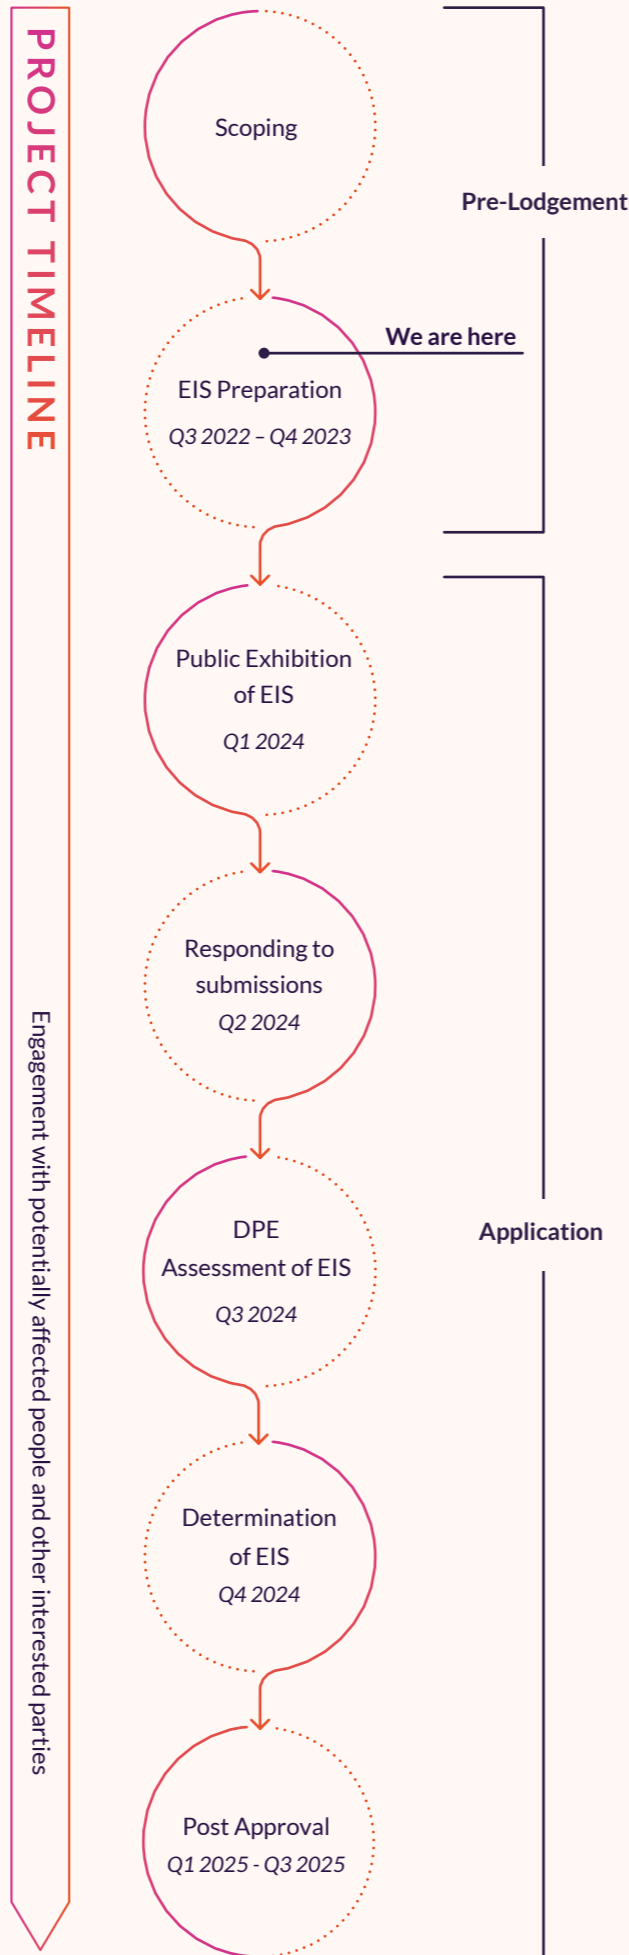 PROJECT TIMELINE
Engagement with potentially affected people and other interested parties
Scoping
Pre-Lodgement
We are here
EIS Preparation
Q3 2022 – Q4 2023
Public Exhibition
of EIS
Q1 2024
Responding to
submissions
Q2 2024
DPE
Assessment of EIS
Q3 2024
Application
Determination
of EIS
Q4 2024
Post Approval
Q1 2025 - Q3 2025